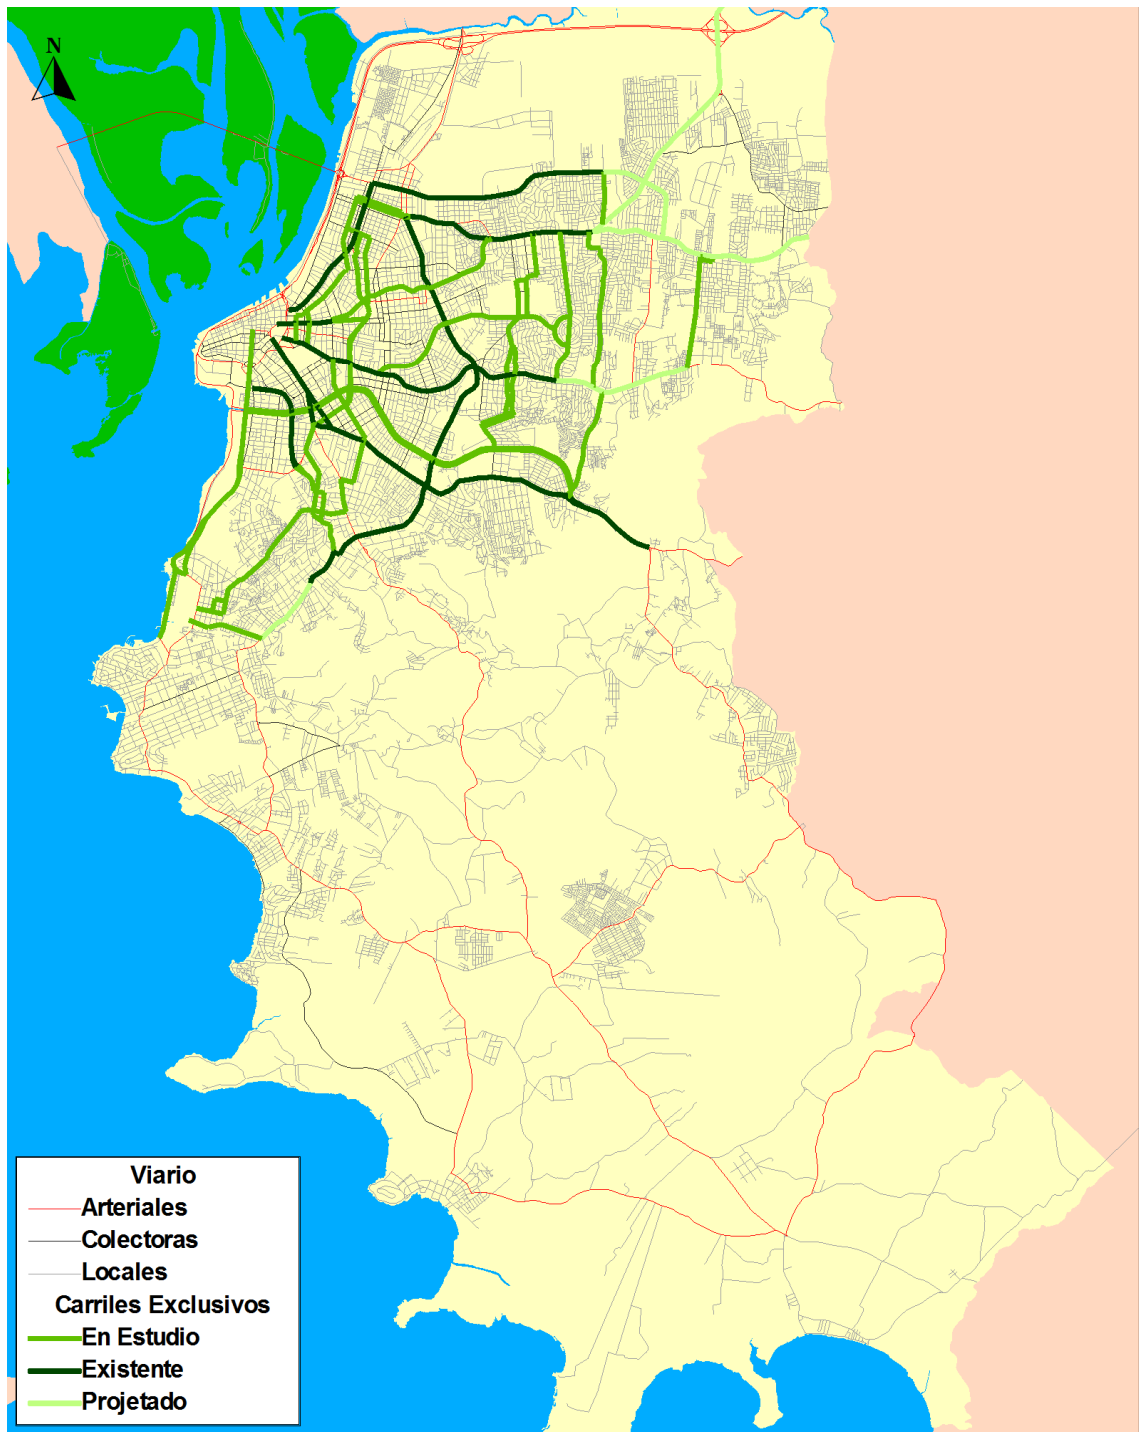 N
Viario
Arteriales
Colectoras
Locales
Carriles Exclusivos
En Estudio
Existente
Projetado